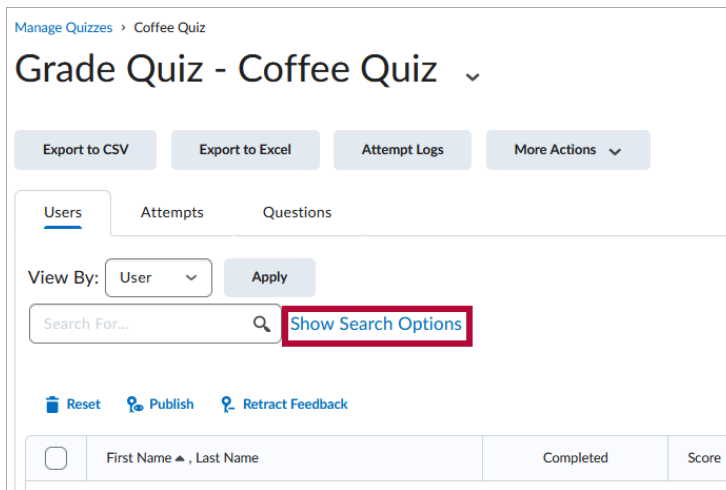 Manage Quizzes › Coffee Quiz
Grade Quiz - Coffee Quiz
Export to CSV Export to Excel Attempt Logs More Actions
Users Attempts Questions
View By: User Apply
Search For... Show Search Options
Reset Publish Retract Feedback
First Name ▲ , Last Name Completed Score